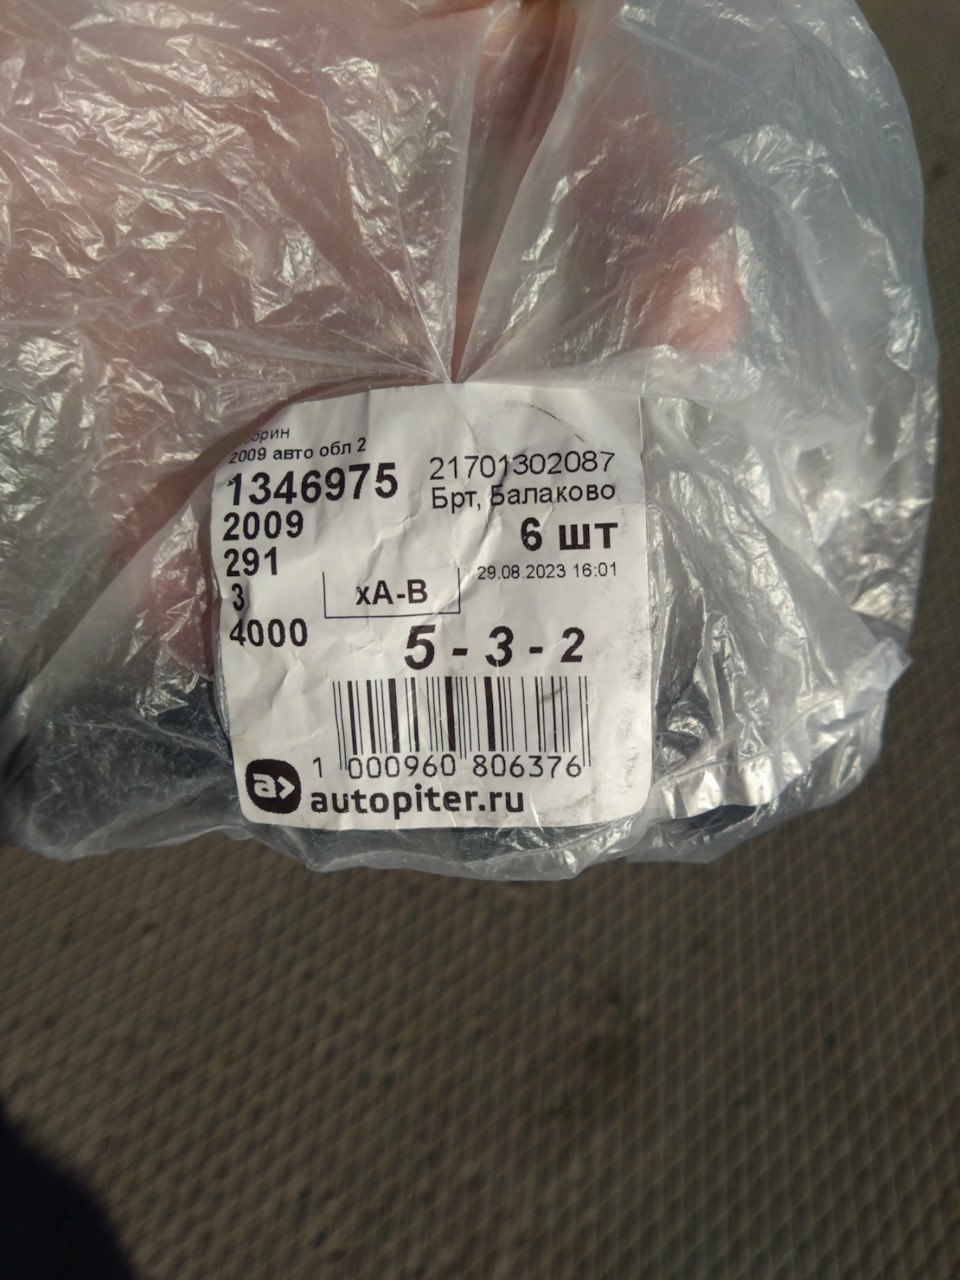 2009 авто обл 2
1346975
21701302087
Брт, Балаково
2009
6 шт
291
29.08.2023 16:01
3
хА-В
4000
5 - 3 - 2
1 000960 806376
a>
autopiter.ru